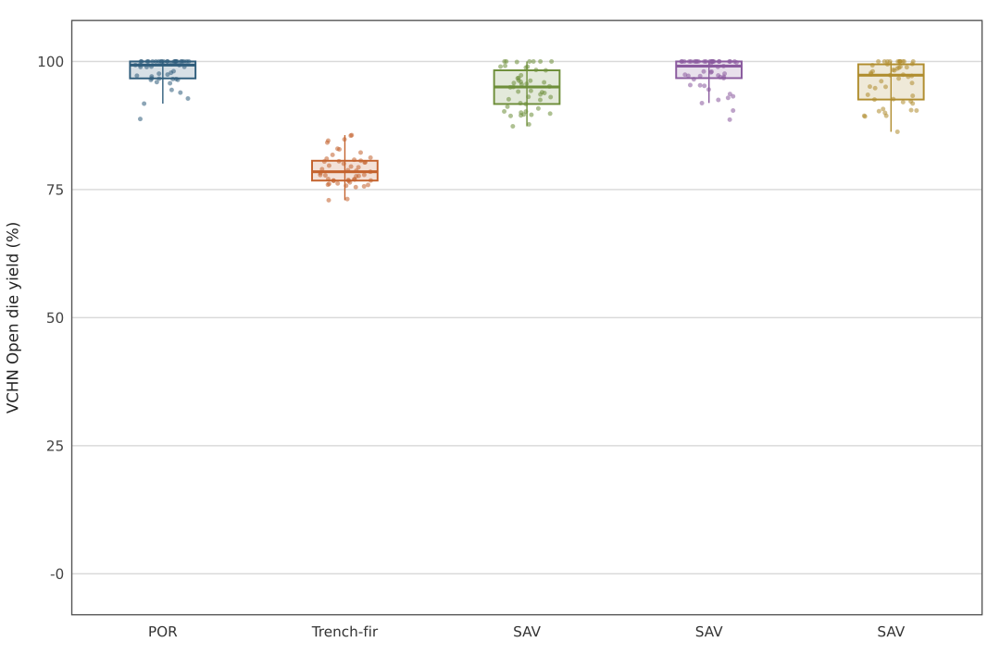 VCHN Open die yield (%)
100
75
50
25
-0
POR Trench-fir SAV SAV SAV